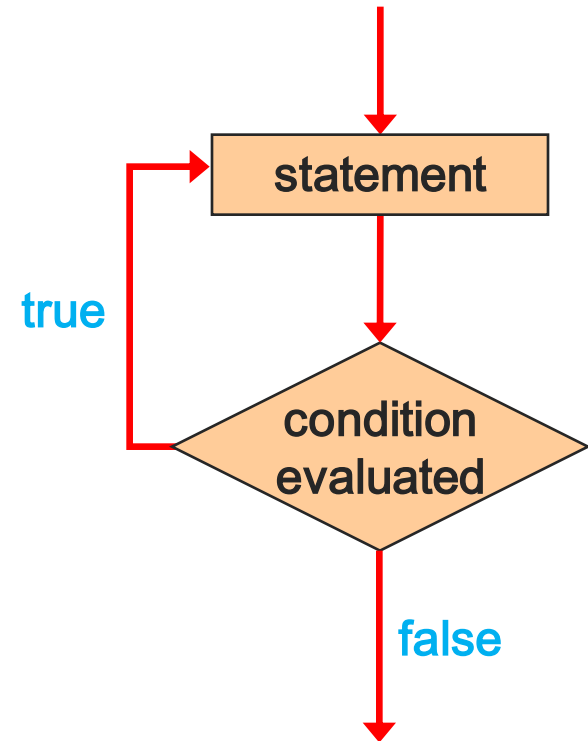 statement
true
condition
evaluated
false